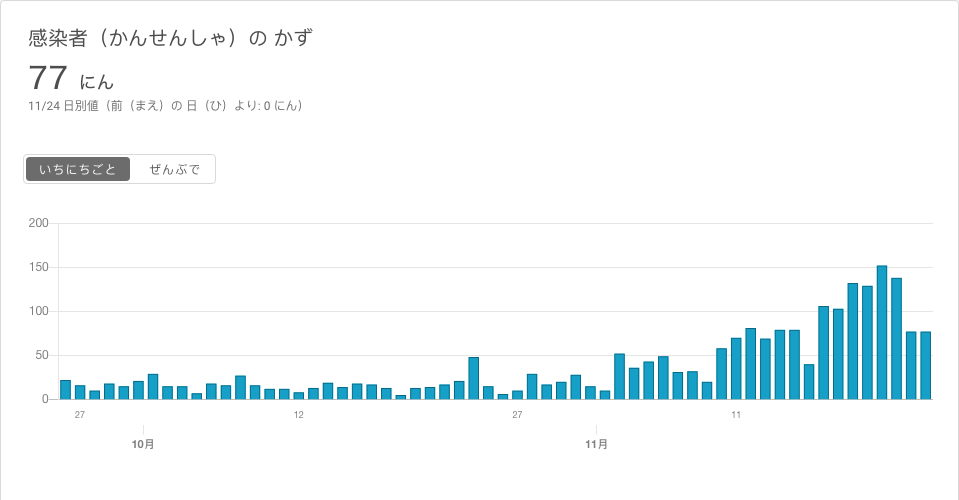 感染者（かんせんしゃ）の かず
77 にん
11/24 日別値（前（まえ）の 日（ひ）より: 0 にん）
いちにちごと ぜんぶで
200
150
100
50
0
27 12 27 11
10月 11月